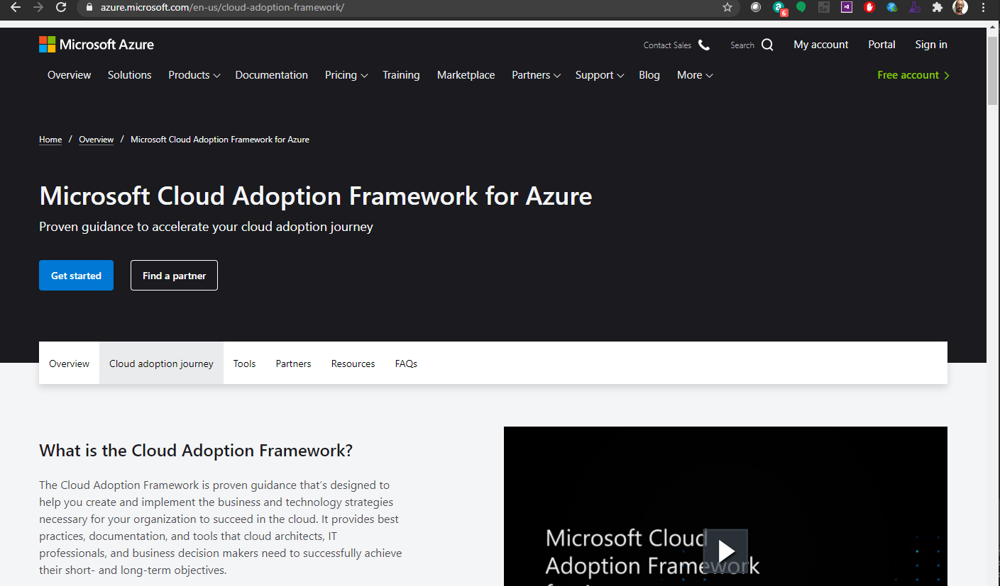 azure.microsoft.com/en-us/cloud-adoption-framework/
6
Microsoft Azure
Contact Sales
Search
My account
Portal
Sign in
Overview
Solutions
Products
Documentation
Pricing
Training
Marketplace
Partners
Support
Blog
More
Free account
Home / Overview / Microsoft Cloud Adoption Framework for Azure
Microsoft Cloud Adoption Framework for Azure
Proven guidance to accelerate your cloud adoption journey
Get started
Find a partner
Overview
Cloud adoption journey
Tools
Partners
Resources
FAQs
What is the Cloud Adoption Framework?
The Cloud Adoption Framework is proven guidance that's designed to
help you create and implement the business and technology strategies
necessary for your organization to succeed in the cloud. It provides best
practices, documentation, and tools that cloud architects, IT
professionals, and business decision makers need to successfully achieve
their short- and long-term objectives.
Microsoft Cloud
Adoption Framework